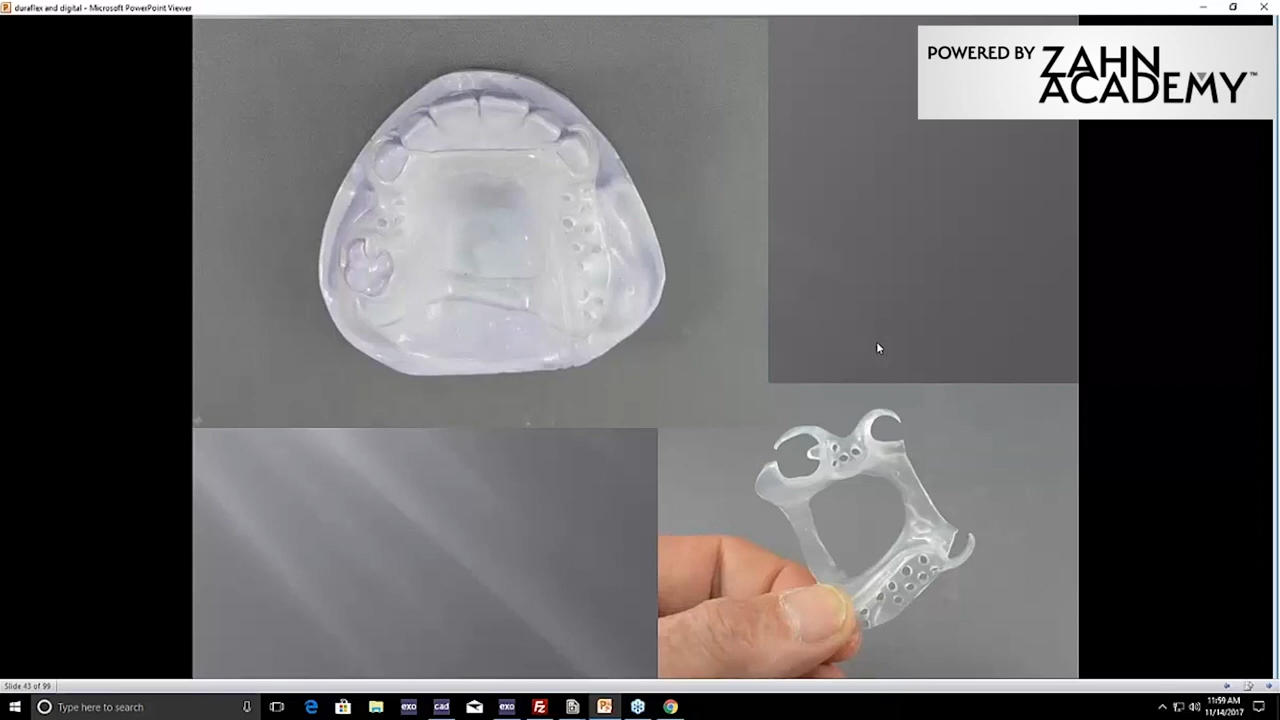 duraflex and digital - Microsoft PowerPoint Viewer
POWERED BY ZAHN ACADEMY™
Slide 43 of 99
Type here to search
exo
cad
exo
11:59 AM
11/14/2017